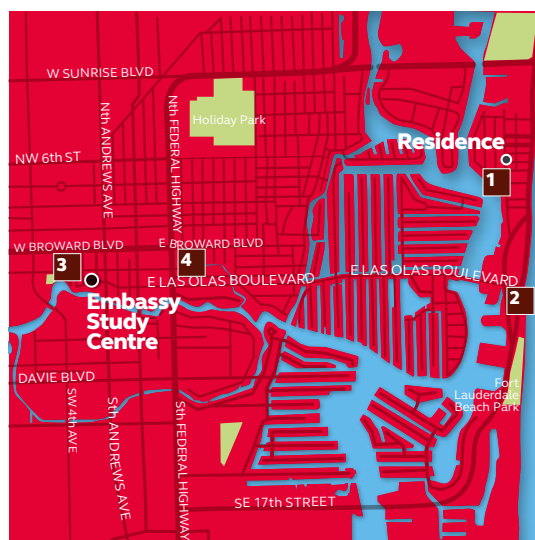 W SUNRISE BLVD
Nth ANDREWS AVE
Nth FEDERAL HIGHWAY
Holiday Park
Residence
1
NW 6th ST
W BROWARD BLVD
E BROWARD BLVD
3
4
E LAS OLAS BOULEVARD
E LAS OLAS BOULEVARD
2
Embassy
Study
Centre
DAVIE BLVD
SW 4th AVE
Sth ANDREWS AVE
Sth FEDERAL HIGHWAY
Fort
Lauderdale
Beach Park
SE 17th STREET